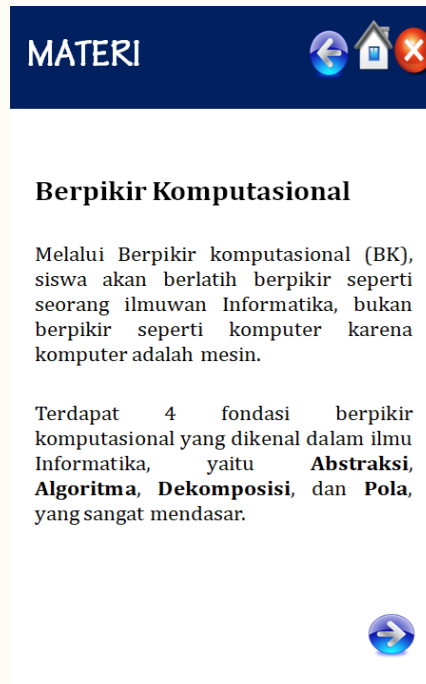 MATERI
Berpikir Komputasional
Melalui Berpikir komputasional (BK),
siswa akan berlatih berpikir seperti
seorang ilmuwan Informatika, bukan
berpikir seperti komputer karena
komputer adalah mesin.
Terdapat 4 fondasi berpikir
komputasional yang dikenal dalam ilmu
Informatika, yaitu Abstraksi,
Algoritma, Dekomposisi, dan Pola,
yang sangat mendasar.